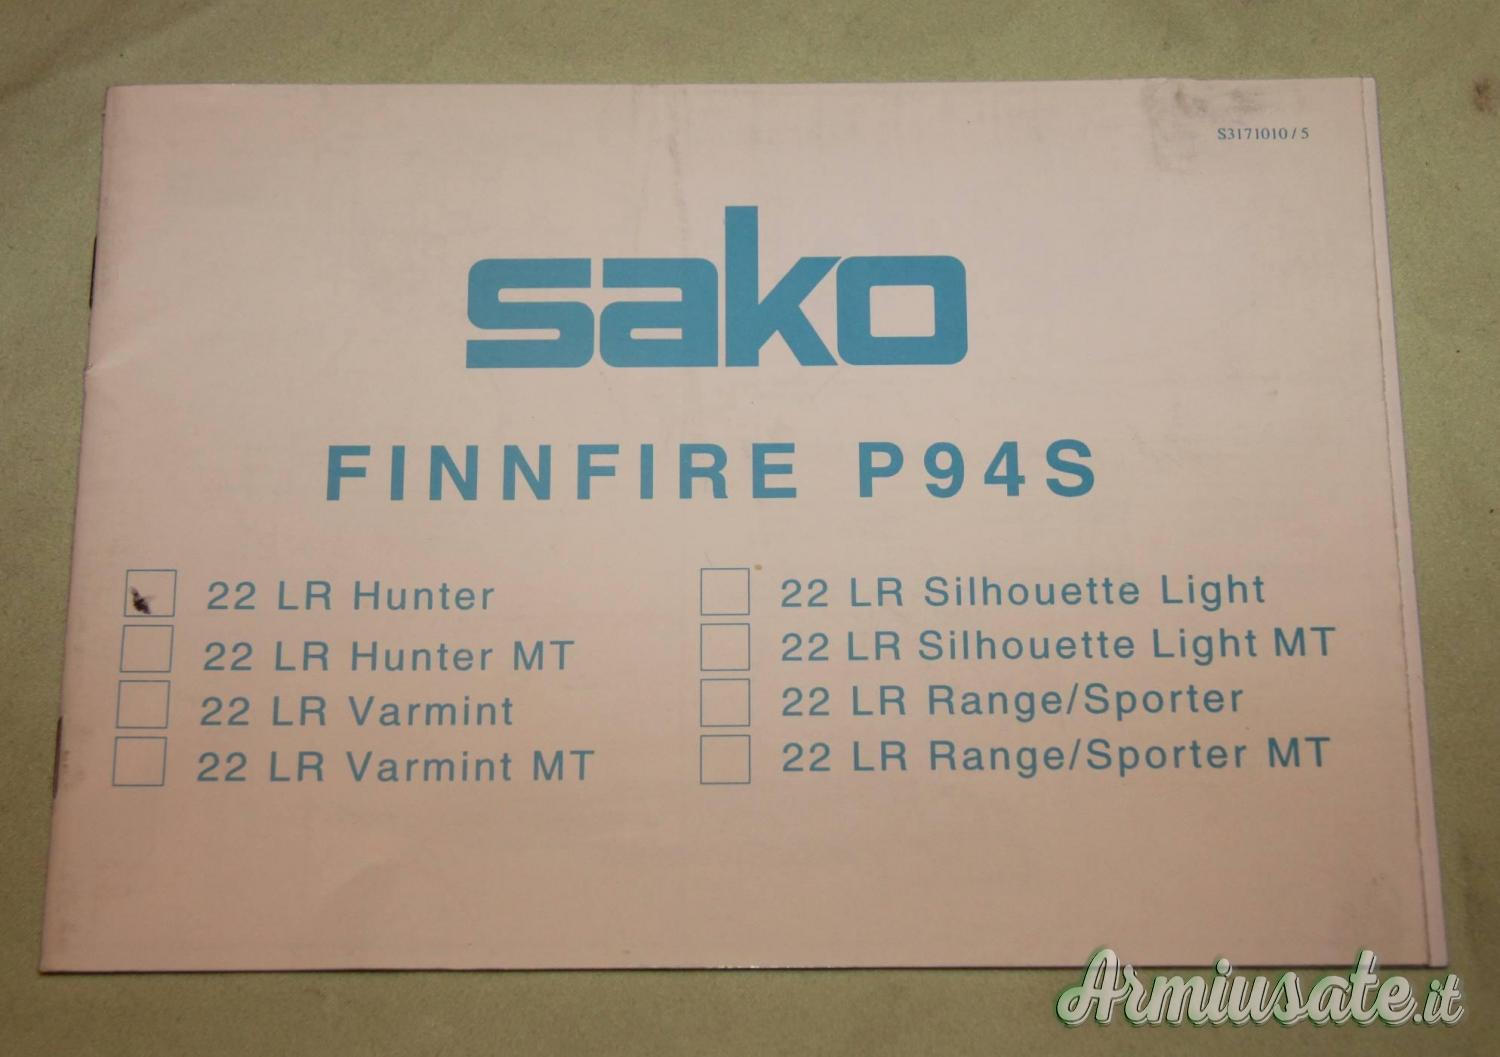 S3171010 / 5
sako
FINNFIRE P94S
22 LR Hunter
22 LR Hunter MT
22 LR Varmint
22 LR Varmint MT
22 LR Silhouette Light
22 LR Silhouette Light MT
22 LR Range/Sporter
22 LR Range/Sporter MT
Armiusate.it